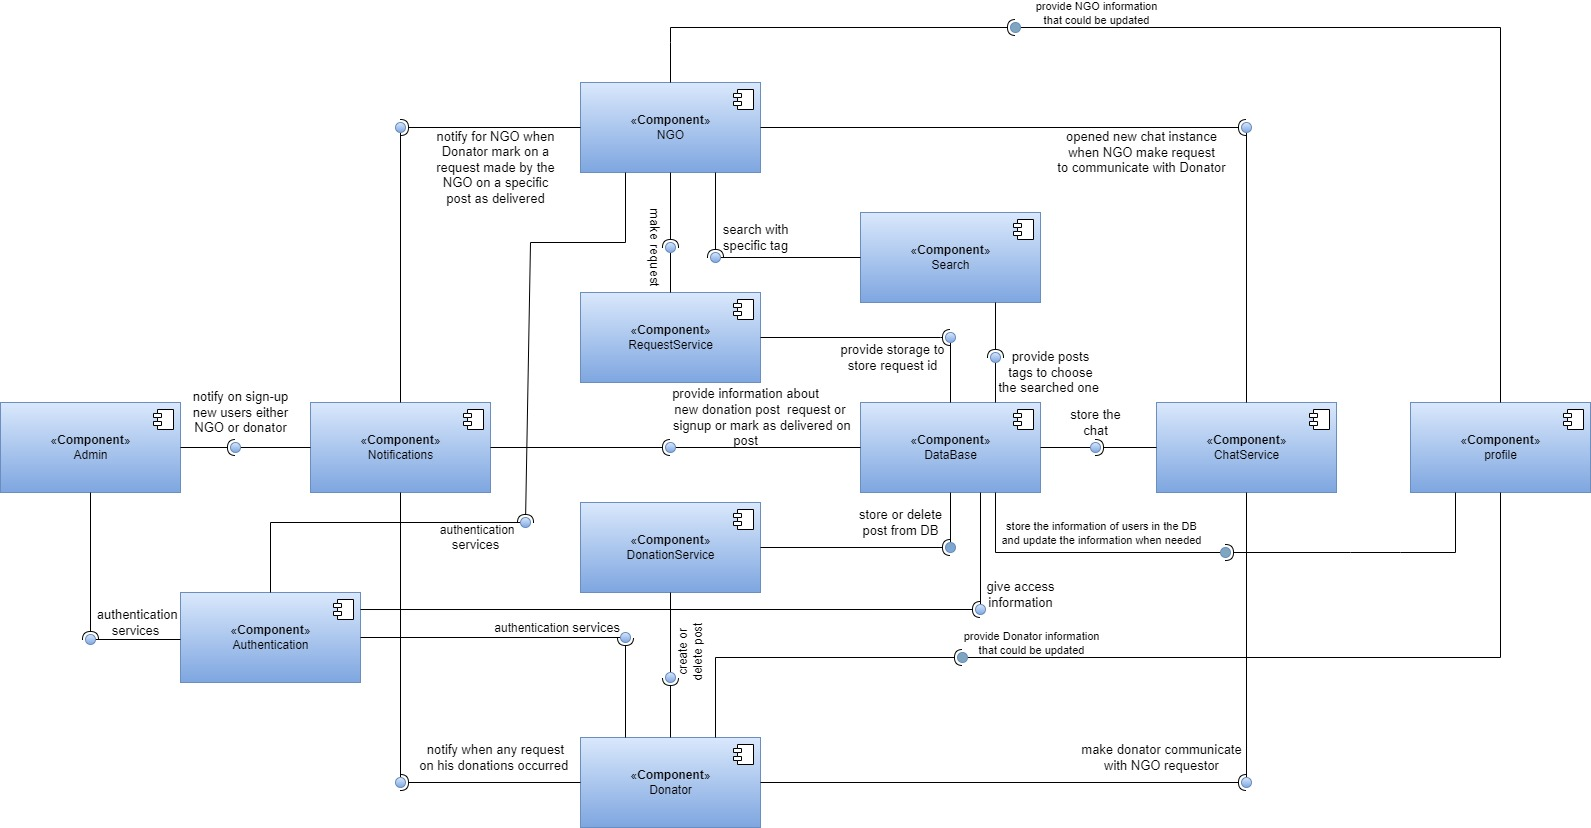 provide NGO information
that could be updated
«Component»
NGO
notify for NGO when
Donator mark on a
request made by the
NGO on a specific
post as delivered
opened new chat instance
when NGO make request
to communicate with Donator
make request
search with
specific tag
«Component»
Search
«Component»
RequestService
provide storage to
store request id
provide posts
tags to choose
the searched one
notify on sign-up
new users either
NGO or donator
provide information about
new donation post  request or
signup or mark as delivered on
post
store the
chat
«Component»
Admin
«Component»
Notifications
«Component»
DataBase
«Component»
ChatService
«Component»
profile
authentication
services
«Component»
DonationService
store or delete
post from DB
store the information of users in the DB
and update the information when needed
give access
information
authentication
services
«Component»
Authentication
authentication services
create or
delete post
provide Donator information
that could be updated
notify when any request
on his donations occurred
«Component»
Donator
make donator communicate
with NGO requestor